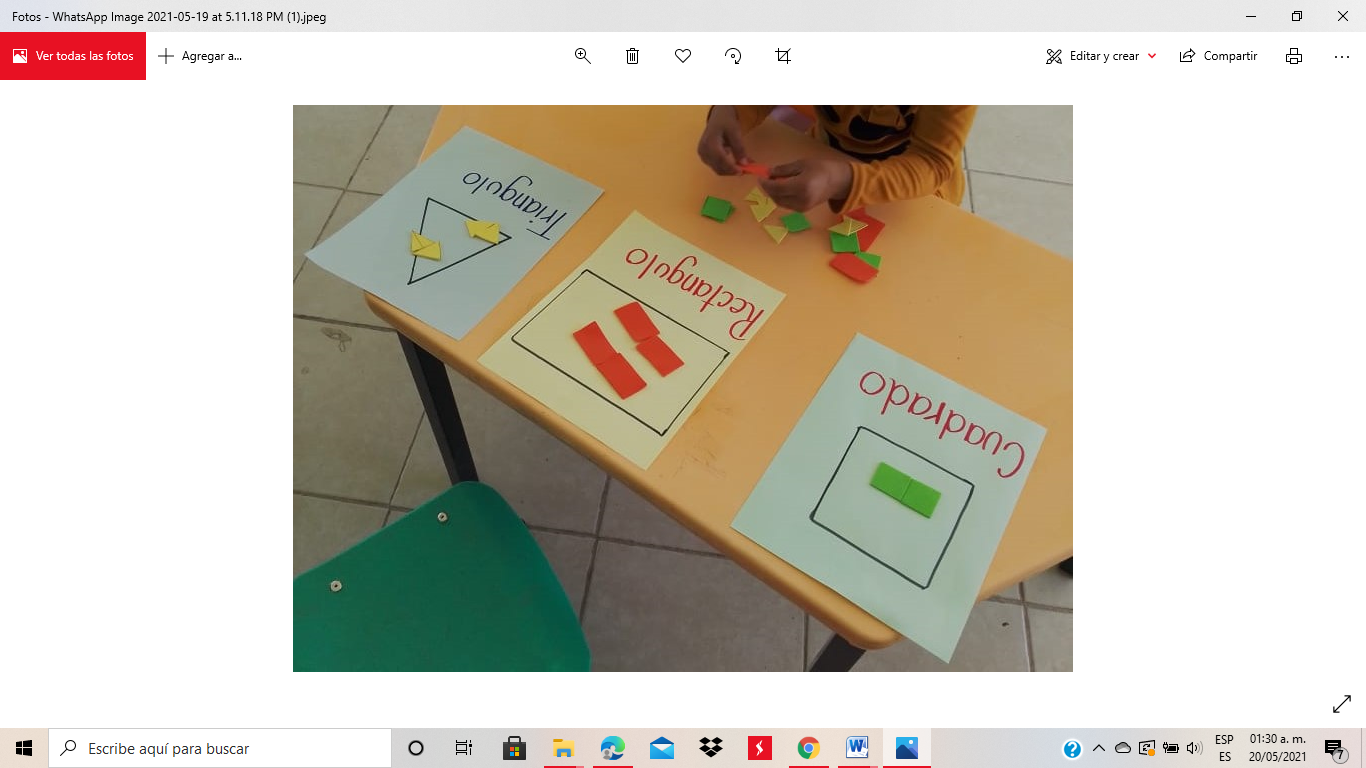 Fotos - WhatsApp Image 2021-05-19 at 5.11.18 PM (1).jpeg
Ver todas las fotos
Agregar a...
Editar y crear
Compartir
Triangulo
Rectangulo
Cuadrado
Escribe aquí para buscar
ESP
ES
01:30 a. m.
20/05/2021
7